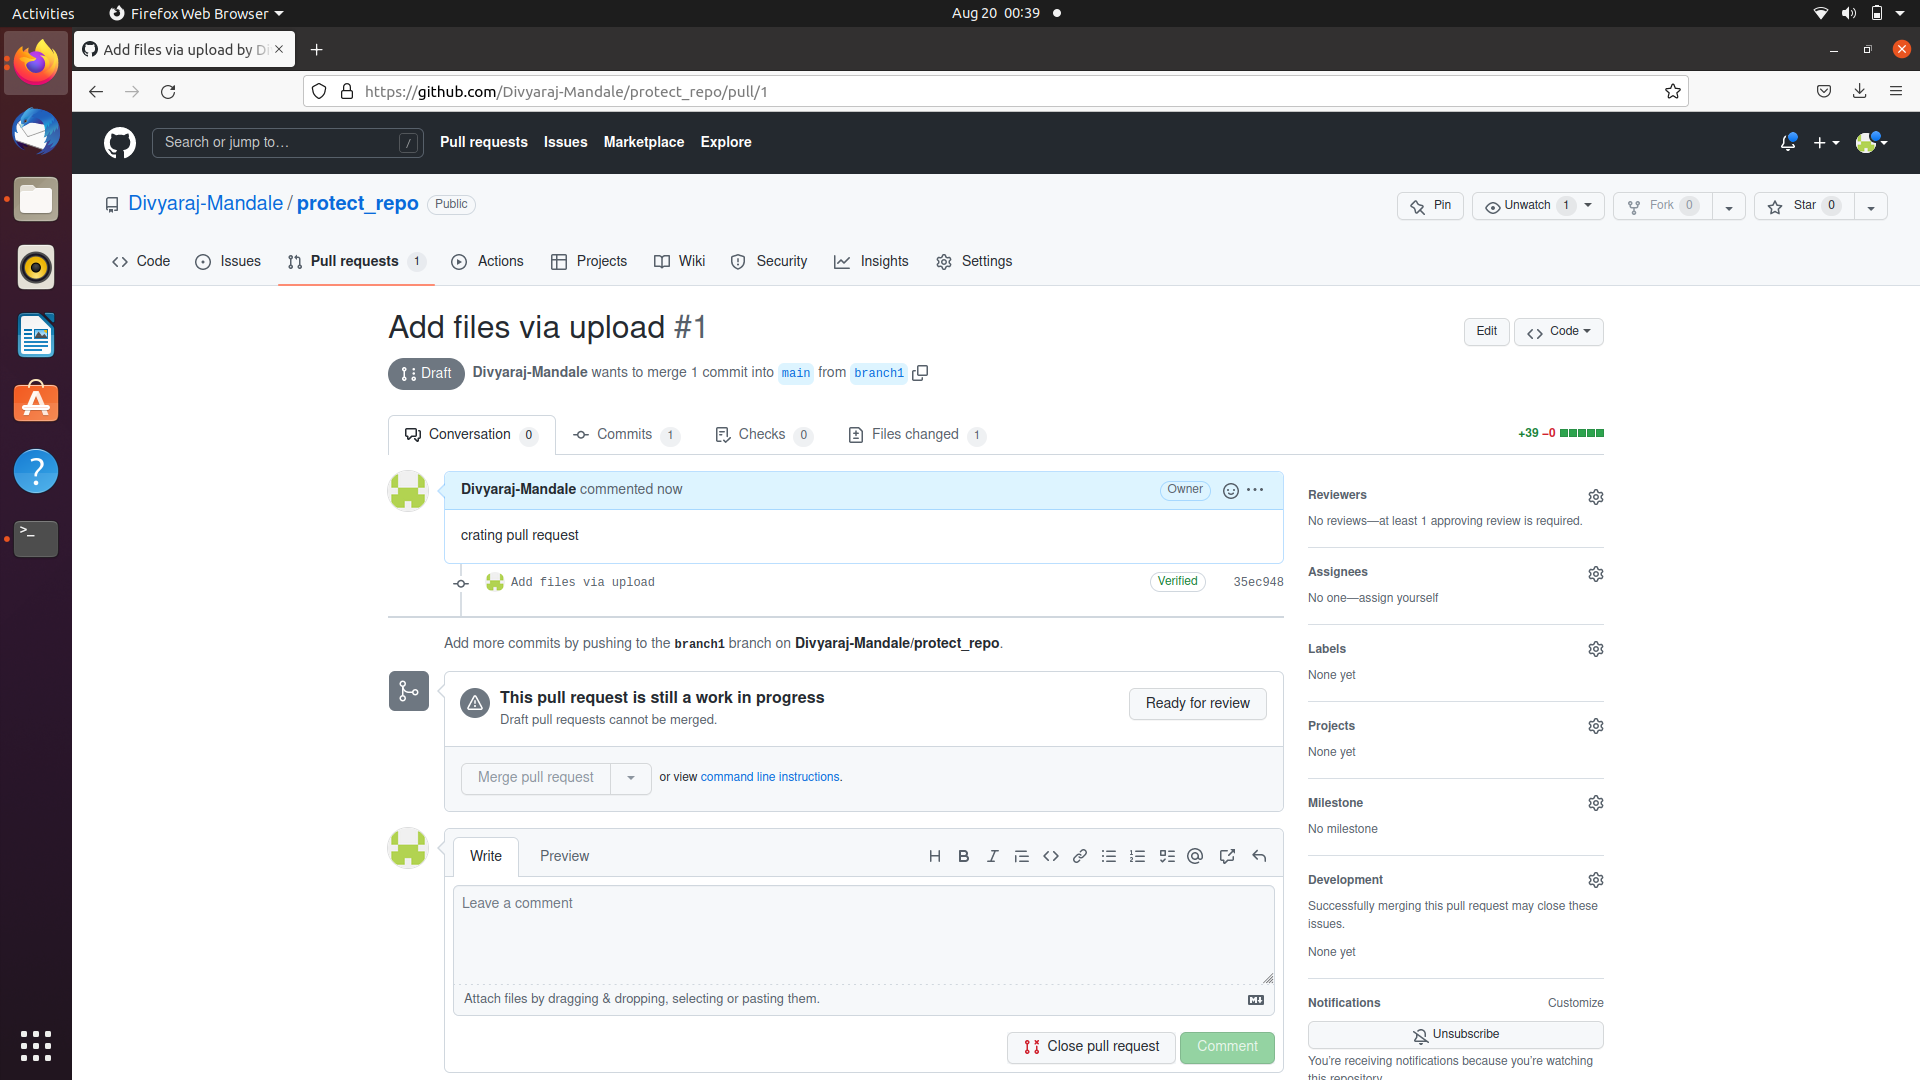 Activities
Firefox Web Browser
Aug 20 00:39
Add files via upload by Di
https://github.com/Divyaraj-Mandale/protect_repo/pull/1
Search or jump to…
/
Pull requests
Issues
Marketplace
Explore
Divyaraj-Mandale / protect_repo
Public
Pin
Unwatch 1
Fork 0
Star 0
Code
Issues
Pull requests 1
Actions
Projects
Wiki
Security
Insights
Settings
Add files via upload #1
Edit
Code
Draft
Divyaraj-Mandale wants to merge 1 commit into main from branch1
Conversation 0
Commits 1
Checks 0
Files changed 1
+39 −0
Divyaraj-Mandale commented now
Owner
crating pull request
Add files via upload
Verified
35ec948
Add more commits by pushing to the branch1 branch on Divyaraj-Mandale/protect_repo.
This pull request is still a work in progress
Draft pull requests cannot be merged.
Ready for review
Merge pull request
or view command line instructions.
Write
Preview
Leave a comment
Attach files by dragging & dropping, selecting or pasting them.
Close pull request
Comment
Reviewers
No reviews—at least 1 approving review is required.
Assignees
No one—assign yourself
Labels
None yet
Projects
None yet
Milestone
No milestone
Development
Successfully merging this pull request may close these
issues.
None yet
Notifications
Customize
Unsubscribe
You're receiving notifications because you're watching
this repository.